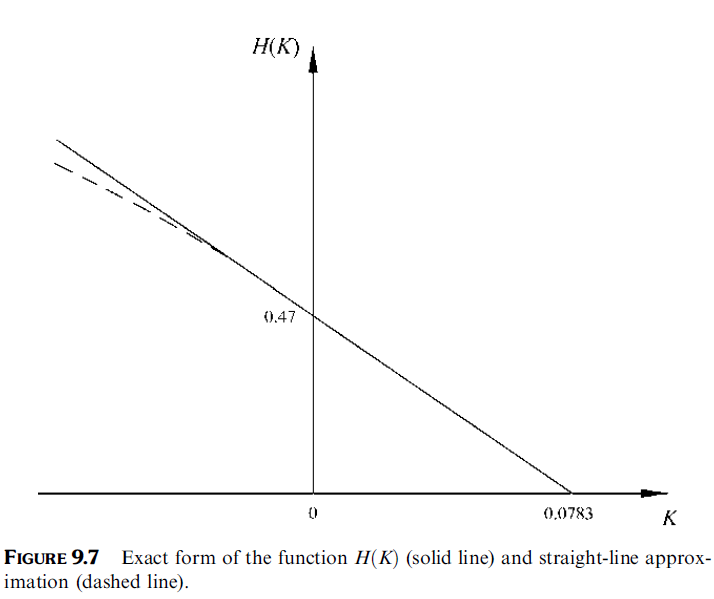 H(K)
0.47
0
0.0783
K
FIGURE 9.7 Exact form of the function H(K) (solid line) and straight-line approx-
imation (dashed line).